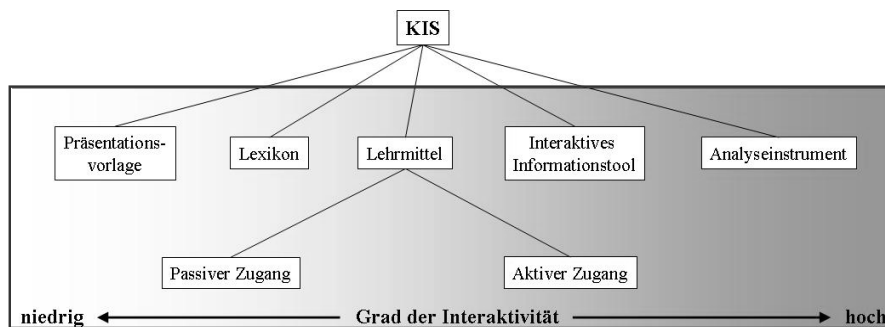 KIS
Präsentations-
vorlage
Lexikon
Lehrmittel
Interaktives
Informationstool
Analyseinstrument
Passiver Zugang
Aktiver Zugang
niedrig
Grad der Interaktivität
hoch